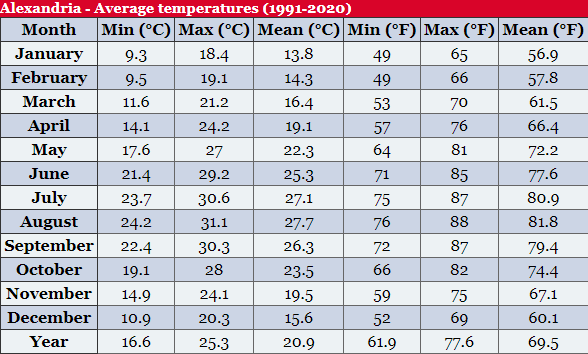 Alexandria - Average temperatures (1991-2020)
Month Min (°C) Max (°C) Mean (°C) Min (°F) Max (°F) Mean (°F)
January 9.3 18.4 13.8 49 65 56.9
February 9.5 19.1 14.3 49 66 57.8
March 11.6 21.2 16.4 53 70 61.5
April 14.1 24.2 19.1 57 76 66.4
May 17.6 27 22.3 64 81 72.2
June 21.4 29.2 25.3 71 85 77.6
July 23.7 30.6 27.1 75 87 80.9
August 24.2 31.1 27.7 76 88 81.8
September 22.4 30.3 26.3 72 87 79.4
October 19.1 28 23.5 66 82 74.4
November 14.9 24.1 19.5 59 75 67.1
December 10.9 20.3 15.6 52 69 60.1
Year 16.6 25.3 20.9 61.9 77.6 69.5